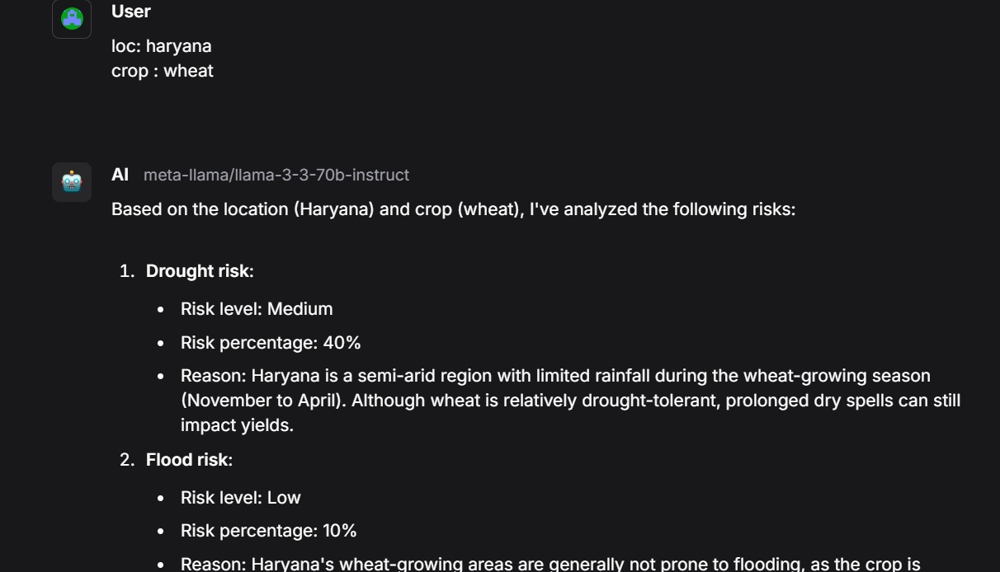 User
loc: haryana
crop : wheat
AI meta-llama/llama-3-3-70b-instruct
Based on the location (Haryana) and crop (wheat), I've analyzed the following risks:
1. Drought risk:
• Risk level: Medium
• Risk percentage: 40%
• Reason: Haryana is a semi-arid region with limited rainfall during the wheat-growing season
(November to April). Although wheat is relatively drought-tolerant, prolonged dry spells can still
impact yields.
2. Flood risk:
• Risk level: Low
• Risk percentage: 10%
• Reason: Haryana's wheat-growing areas are generally not prone to flooding, as the crop is